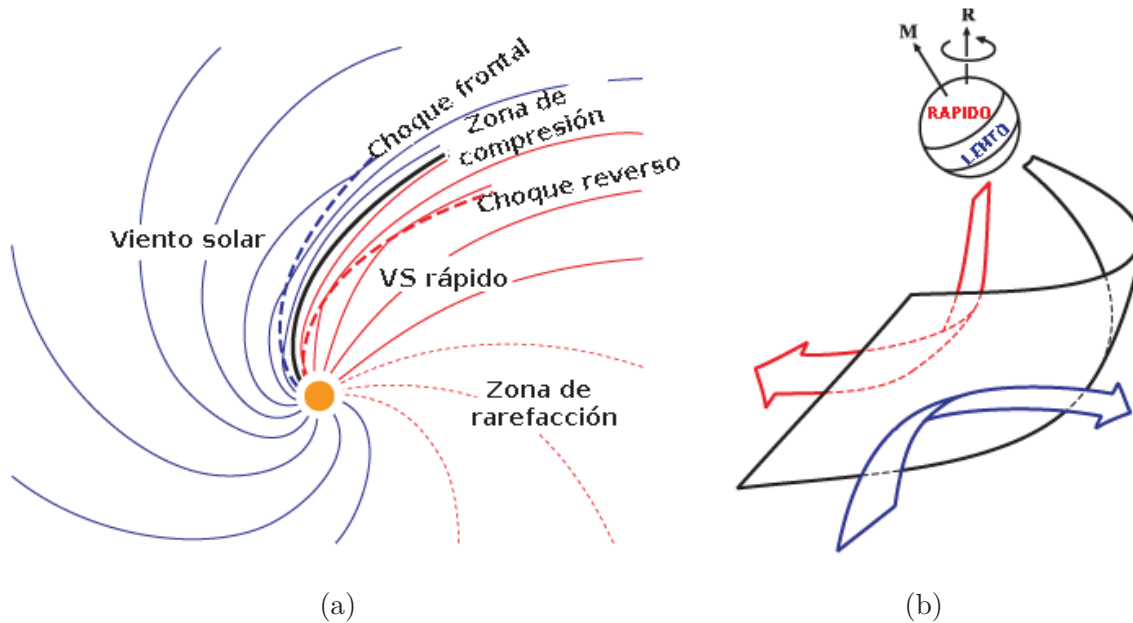 Choque frontal
Zona de
compresión
Choque reverso
Viento solar
VS rápido
Zona de
rarefacción
(a)
R
M
RAPIDO
LENTO
(b)